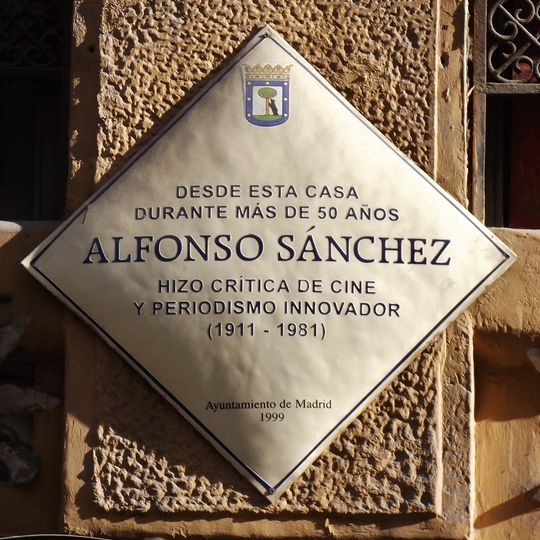 DESDE ESTA CASA
DURANTE MÁS DE 50 AÑOS
ALFONSO SÁNCHEZ
HIZO CRÍTICA DE CINE
Y PERIODISMO INNOVADOR
(1911 - 1981)
Ayuntamiento de Madrid
1999